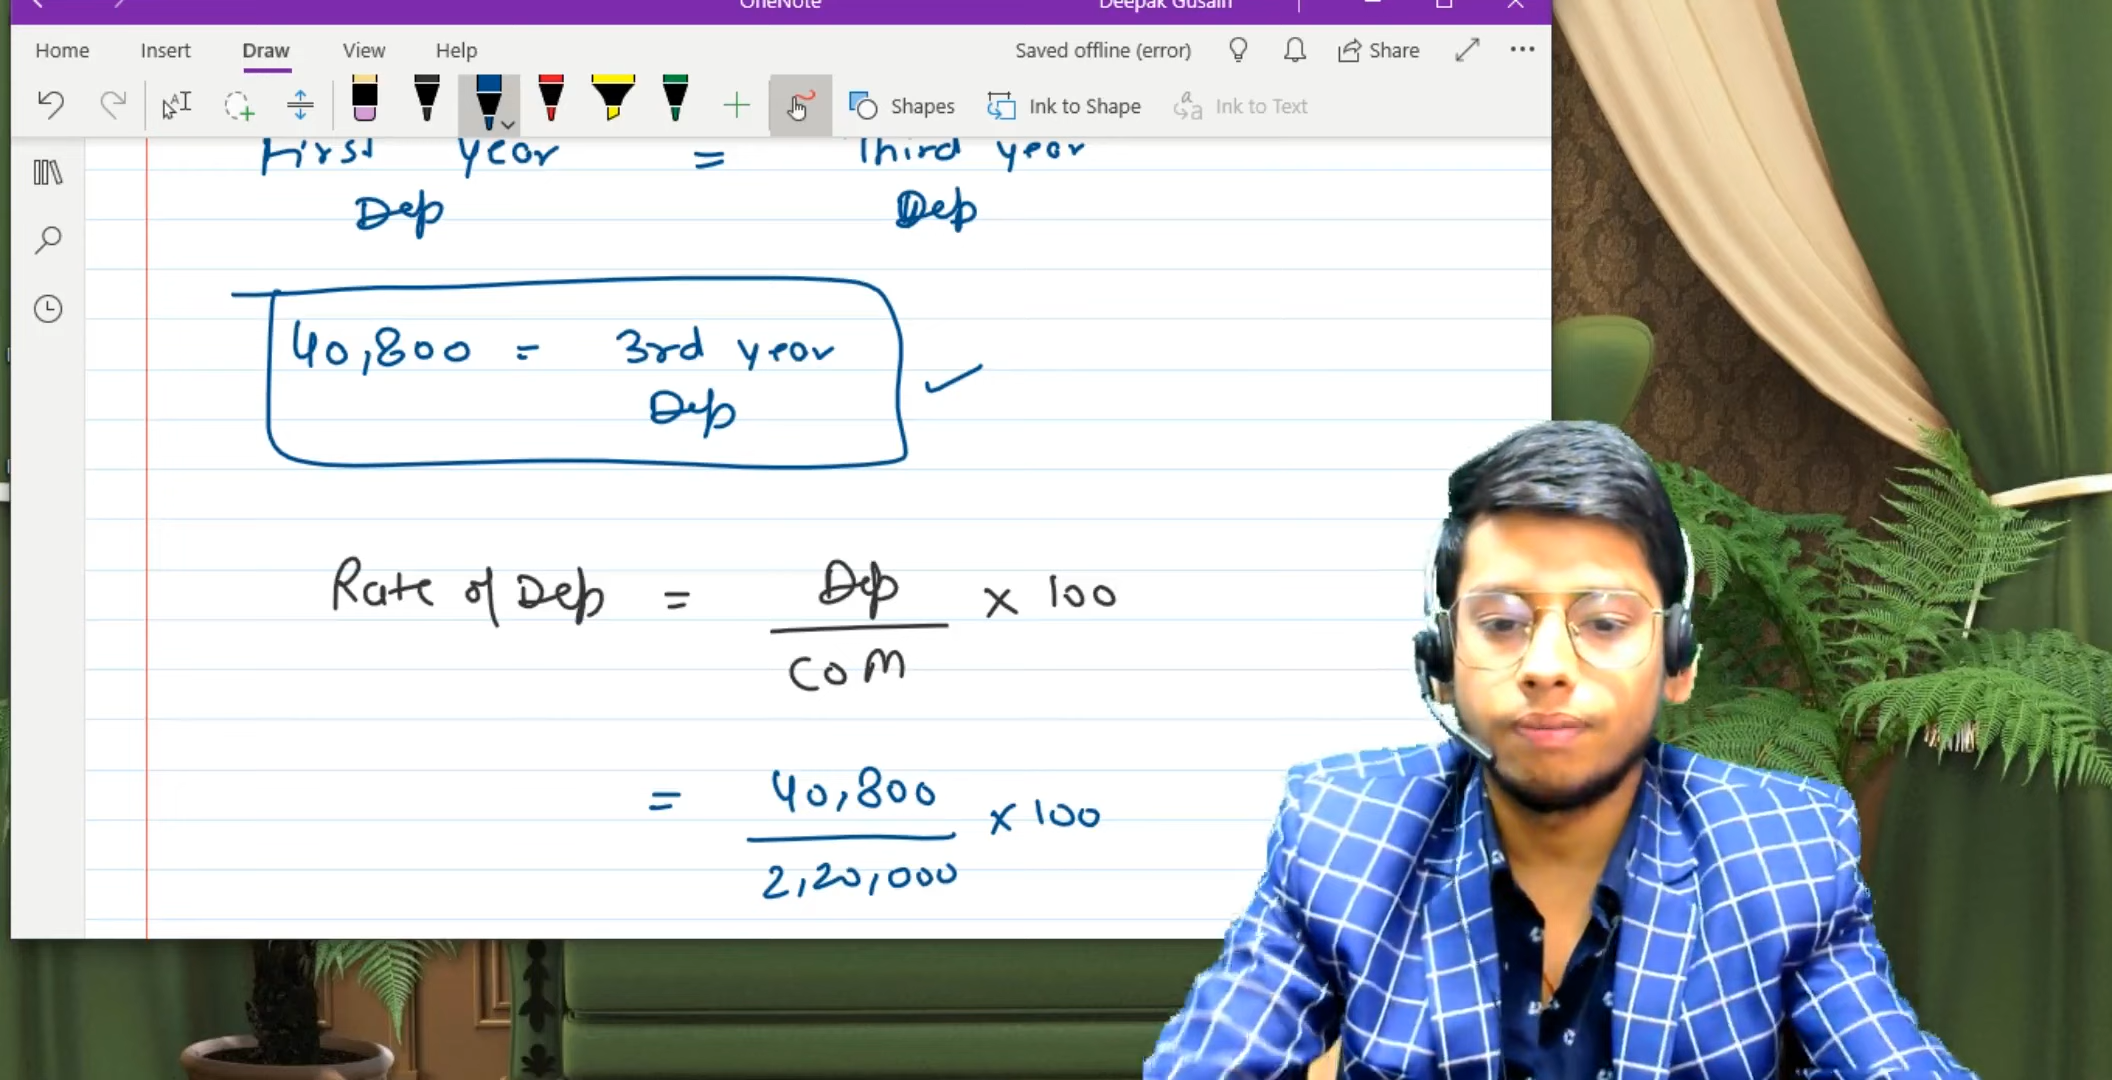 OneNote
Deepak Gusain
Home Insert Draw View Help Saved offline (error) Share
Shapes Ink to Shape Ink to Text
First year = Third year
Dep Dep
40,800 = 3rd year
Dep
Rate of Dep = Dep × 100
COM
= 40,800 × 100
2,20,000